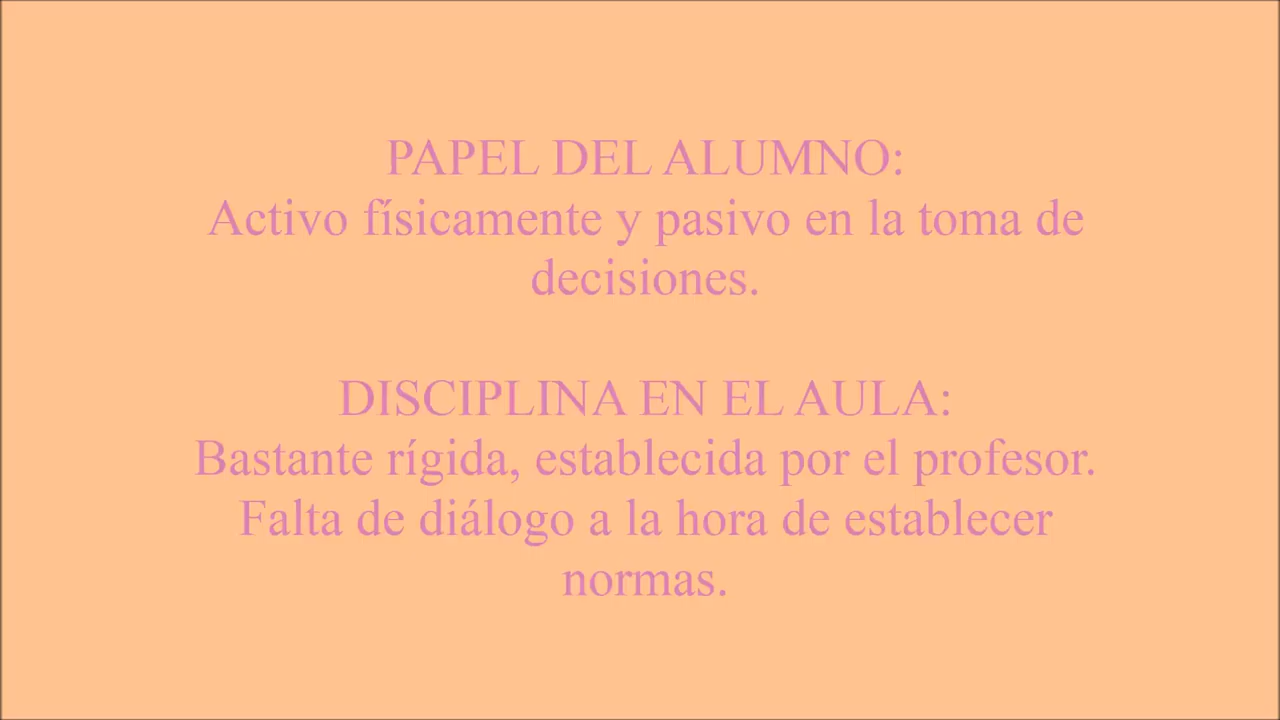 PAPEL DEL ALUMNO:
Activo físicamente y pasivo en la toma de
decisiones.
DISCIPLINA EN EL AULA:
Bastante rígida, establecida por el profesor.
Falta de diálogo a la hora de establecer
normas.